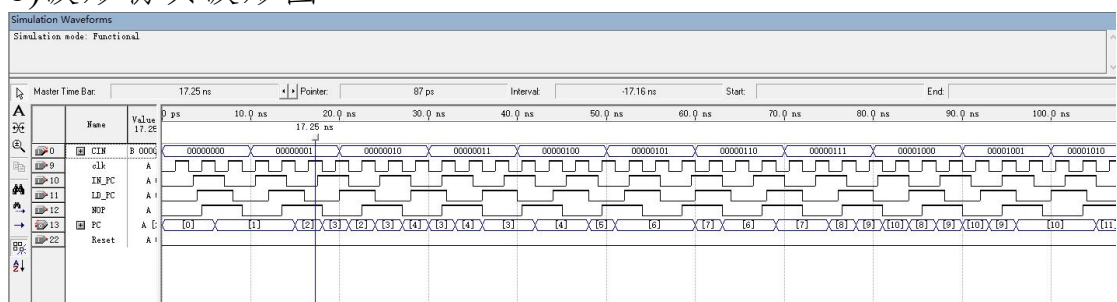 Simulation Waveforms
Simulation mode: Functional
Master Time Bar: 17.25 ns Pointer: 87 ps Interval: -17.16 ns Start: End:
Name Value 17.25
0 ps 10.0 ns 20.0 ns 30.0 ns 40.0 ns 50.0 ns 60.0 ns 70.0 ns 80.0 ns 90.0 ns 100.0 ns
17.25 ns
0 CIN B 0000 00000000 00000001 00000010 00000011 00000100 00000101 00000110 00000111 00001000 00001001 00001010
9 clk A
10 IN_PC A
11 LD_PC A
12 NOP A
13 PC A [0] [1] [2] [3] [2] [3] [4] [3] [4] [3] [4] [5] [6] [7] [6] [7] [8] [9] [10] [8] [9] [10] [9] [10] [11]
22 Reset A